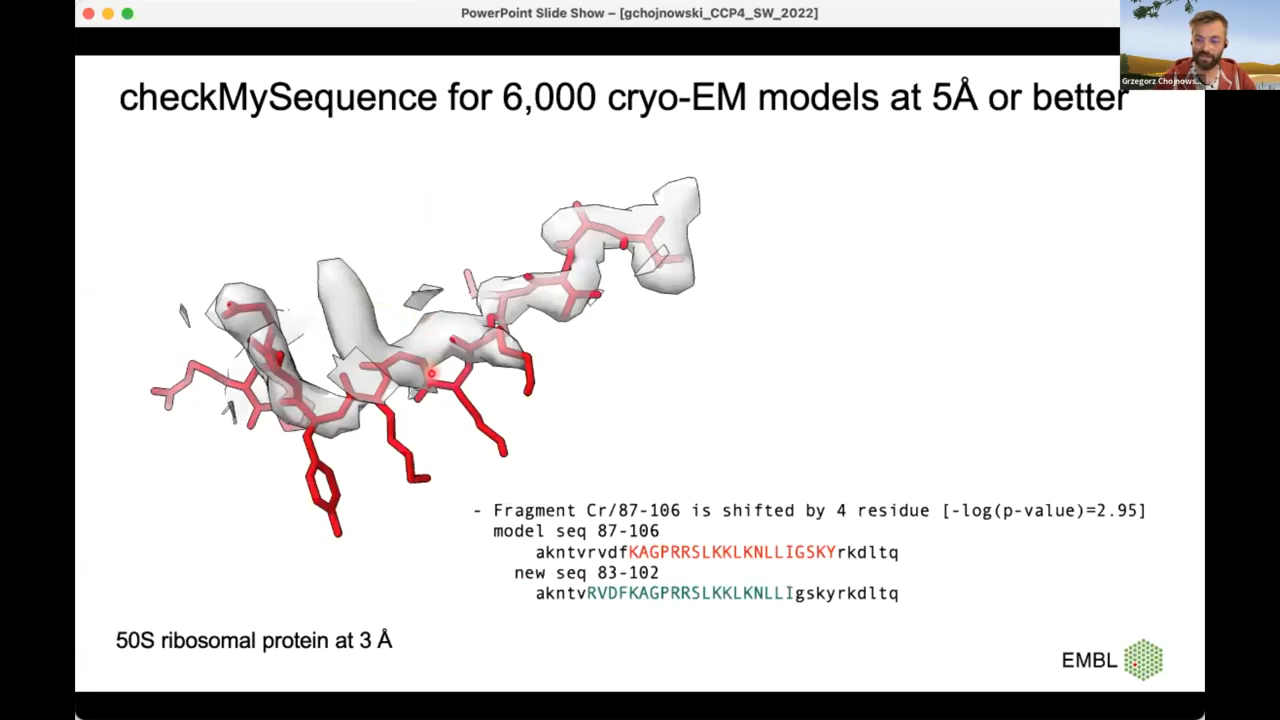 PowerPoint Slide Show – [gchojnowski_CCP4_SW_2022]
Grzegorz Chojnows...
checkMySequence for 6,000 cryo-EM models at 5Å or better
- Fragment Cr/87-106 is shifted by 4 residue [-log(p-value)=2.95]
model seq 87-106
akntvrvdfKAGPRRSLKKLKNLLIGSKYrkdltq
new seq 83-102
akntvRVDFKAGPRRSLKKLKNLLIgskyrkdltq
50S ribosomal protein at 3 Å
EMBL